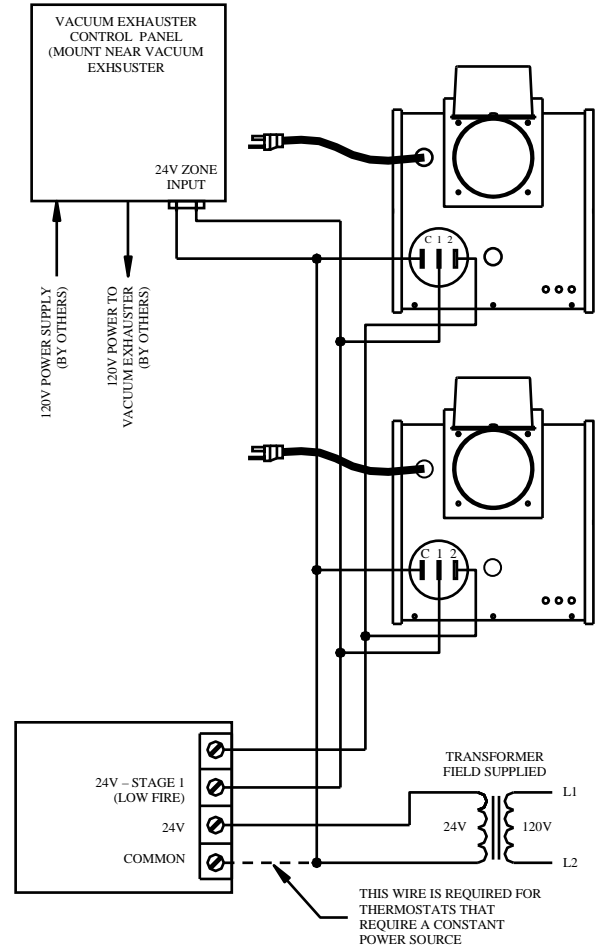 VACUUM EXHAUSTER
CONTROL PANEL
(MOUNT NEAR VACUUM
EXHSUSTER
24V ZONE
INPUT
120V POWER SUPPLY
(BY OTHERS)
120V POWER TO
VACUUM EXHAUSTER
(BY OTHERS)
C 1 2
C 1 2
24V – STAGE 1
(LOW FIRE)
24V
COMMON
TRANSFORMER
FIELD SUPPLIED
L1
24V
120V
L2
THIS WIRE IS REQUIRED FOR
THERMOSTATS THAT
REQUIRE A CONSTANT
POWER SOURCE